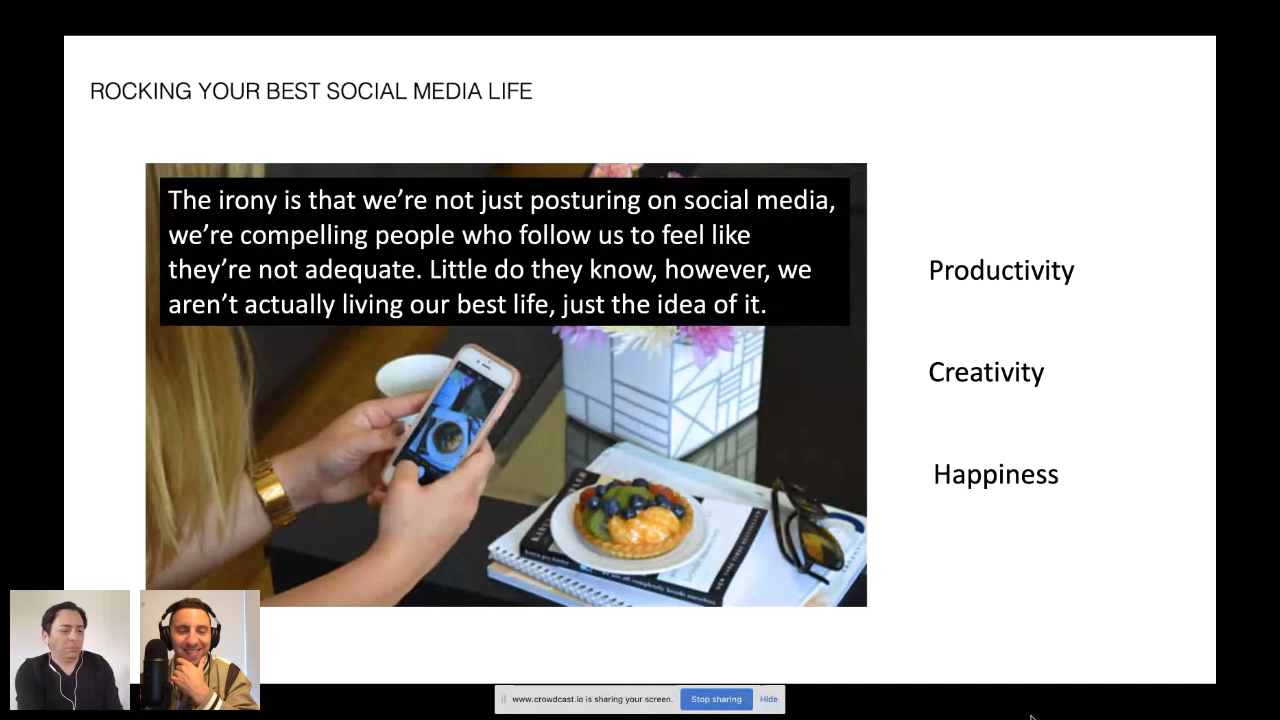 ROCKING YOUR BEST SOCIAL MEDIA LIFE
The irony is that we’re not just posturing on social media,
we’re compelling people who follow us to feel like
they’re not adequate. Little do they know, however, we
aren’t actually living our best life, just the idea of it.
Productivity
Creativity
Happiness
www.crowdcast.io is sharing your screen.
Stop sharing
Hide